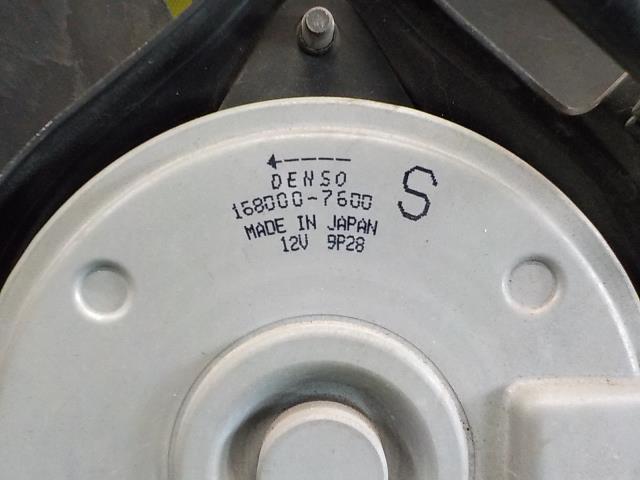 DENSO
168000-7600
S
MADE IN JAPAN
12V 9P28